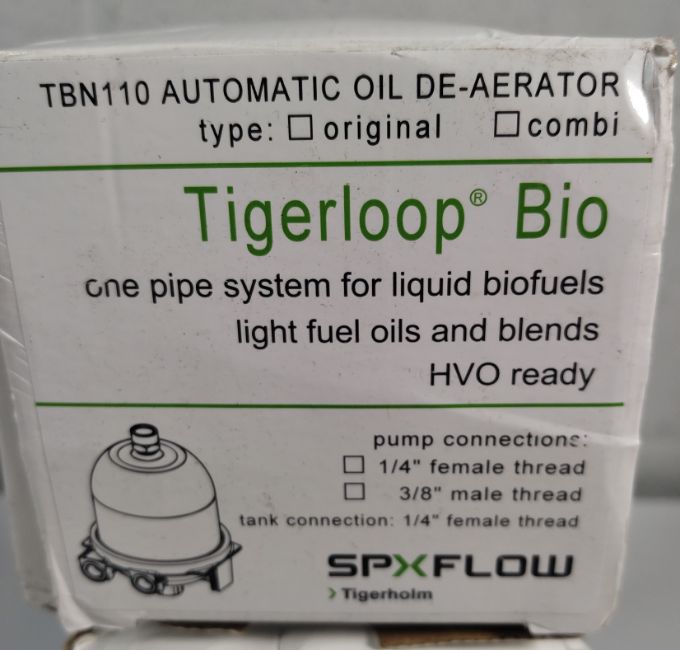 TBN110 AUTOMATIC OIL DE-AERATOR
type: ☐ original ☐ combi
Tigerloop® Bio
one pipe system for liquid biofuels
light fuel oils and blends
HVO ready
pump connections:
☐ 1/4" female thread
☐ 3/8" male thread
tank connection: 1/4" female thread
SPXFLOW
› Tigerholm